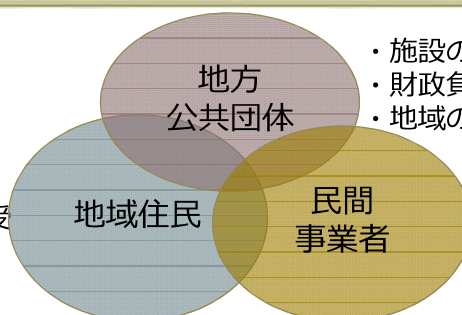 地方
公共団体
・施設の
・財政負
・地域の
地域住民
民間
事業者